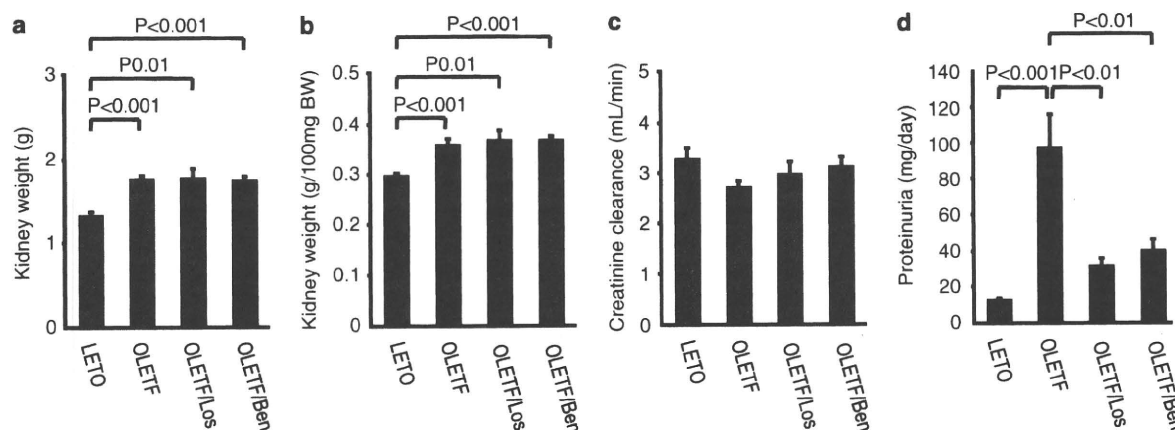 a
P<0.001
P0.01
P<0.001
Kidney weight (g)
3
2
1
0
LETO
OLETF
OLETF/Los
OLETF/Ben
b
P<0.001
P0.01
P<0.001
Kidney weight (g/100mg BW)
0.5
0.4
0.3
0.2
0.1
0
LETO
OLETF
OLETF/Los
OLETF/Ben
c
Creatinine clearance (mL/min)
5
4
3
2
1
0
LETO
OLETF
OLETF/Los
OLETF/Ben
d
P<0.01
P<0.001
P<0.01
Proteinuria (mg/day)
140
120
100
80
60
40
20
0
LETO
OLETF
OLETF/Los
OLETF/Ben